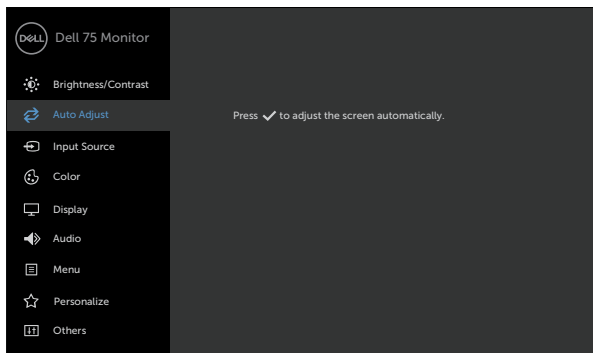 DELL Dell 75 Monitor
Brightness/Contrast
Auto Adjust
Press ✓ to adjust the screen automatically.
Input Source
Color
Display
Audio
Menu
Personalize
Others